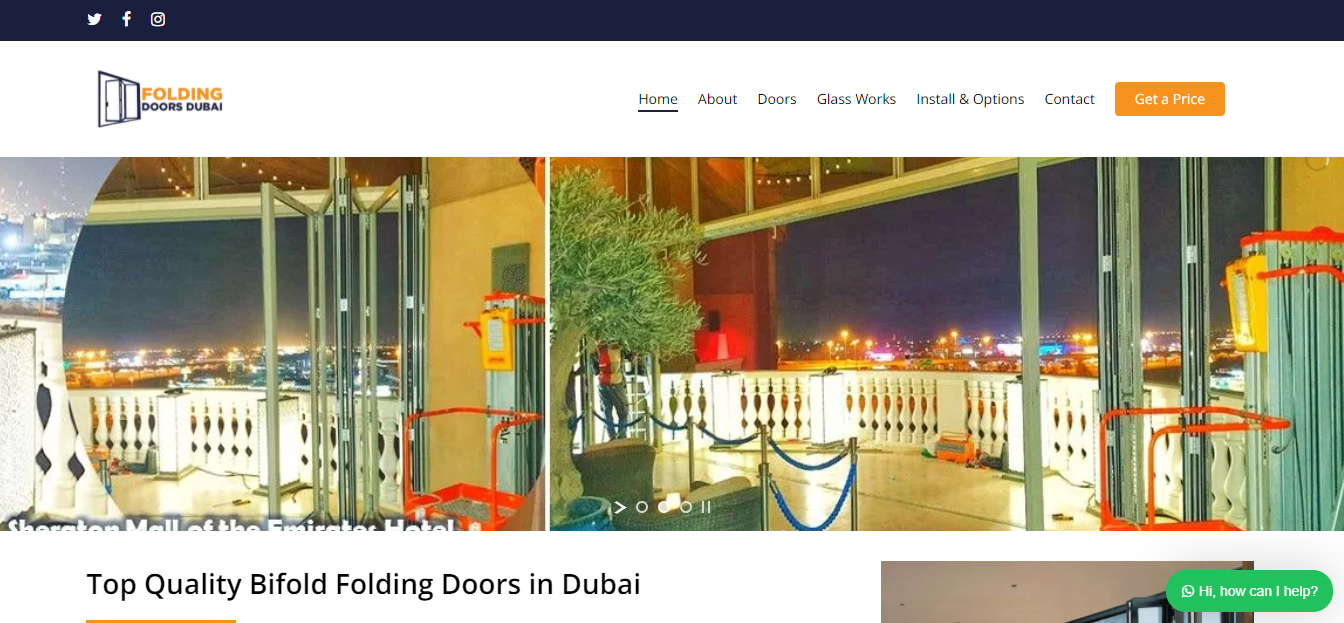 FOLDING
DOORS DUBAI
Home About Doors Glass Works Install & Options Contact Get a Price
Sheraton Mall of the Emirates Hotel
Top Quality Bifold Folding Doors in Dubai
Hi, how can I help?